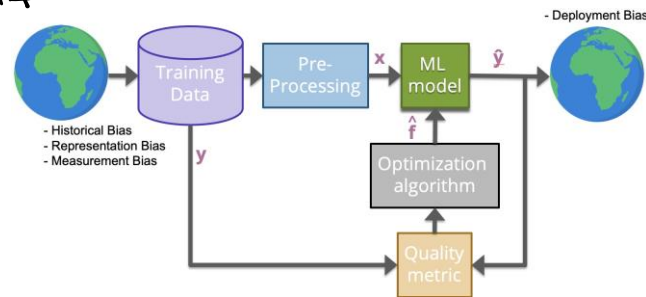 - Deployment Bias
Training
Data
Pre-
Processing
x
ML
model
ŷ
- Historical Bias
- Representation Bias
- Measurement Bias
y
f̂
Optimization
algorithm
Quality
metric